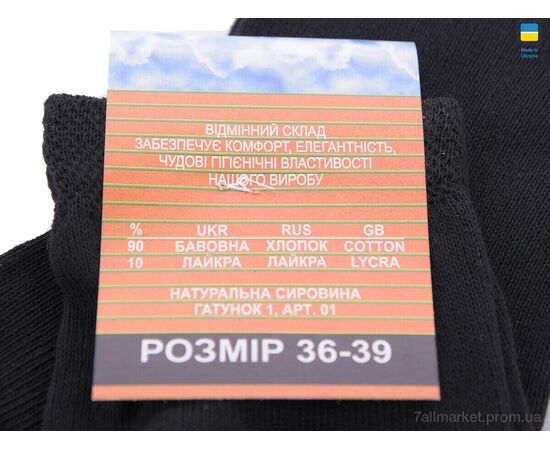 Made in
Ukraine
ВІДМІННИЙ СКЛАД
ЗАБЕЗПЕЧУЄ КОМФОРТ, ЕЛЕГАНТНІСТЬ,
ЧУДОВІ ГІГІЄНІЧНІ ВЛАСТИВОСТІ
НАШОГО ВИРОБУ
% UKR RUS GB
90 БАВОВНА ХЛОПОК COTTON
10 ЛАЙКРА ЛАЙКРА LYCRA
НАТУРАЛЬНА СИРОВИНА
ГАТУНОК 1, АРТ. 01
РОЗМІР 36-39
7allmarket.prom.ua